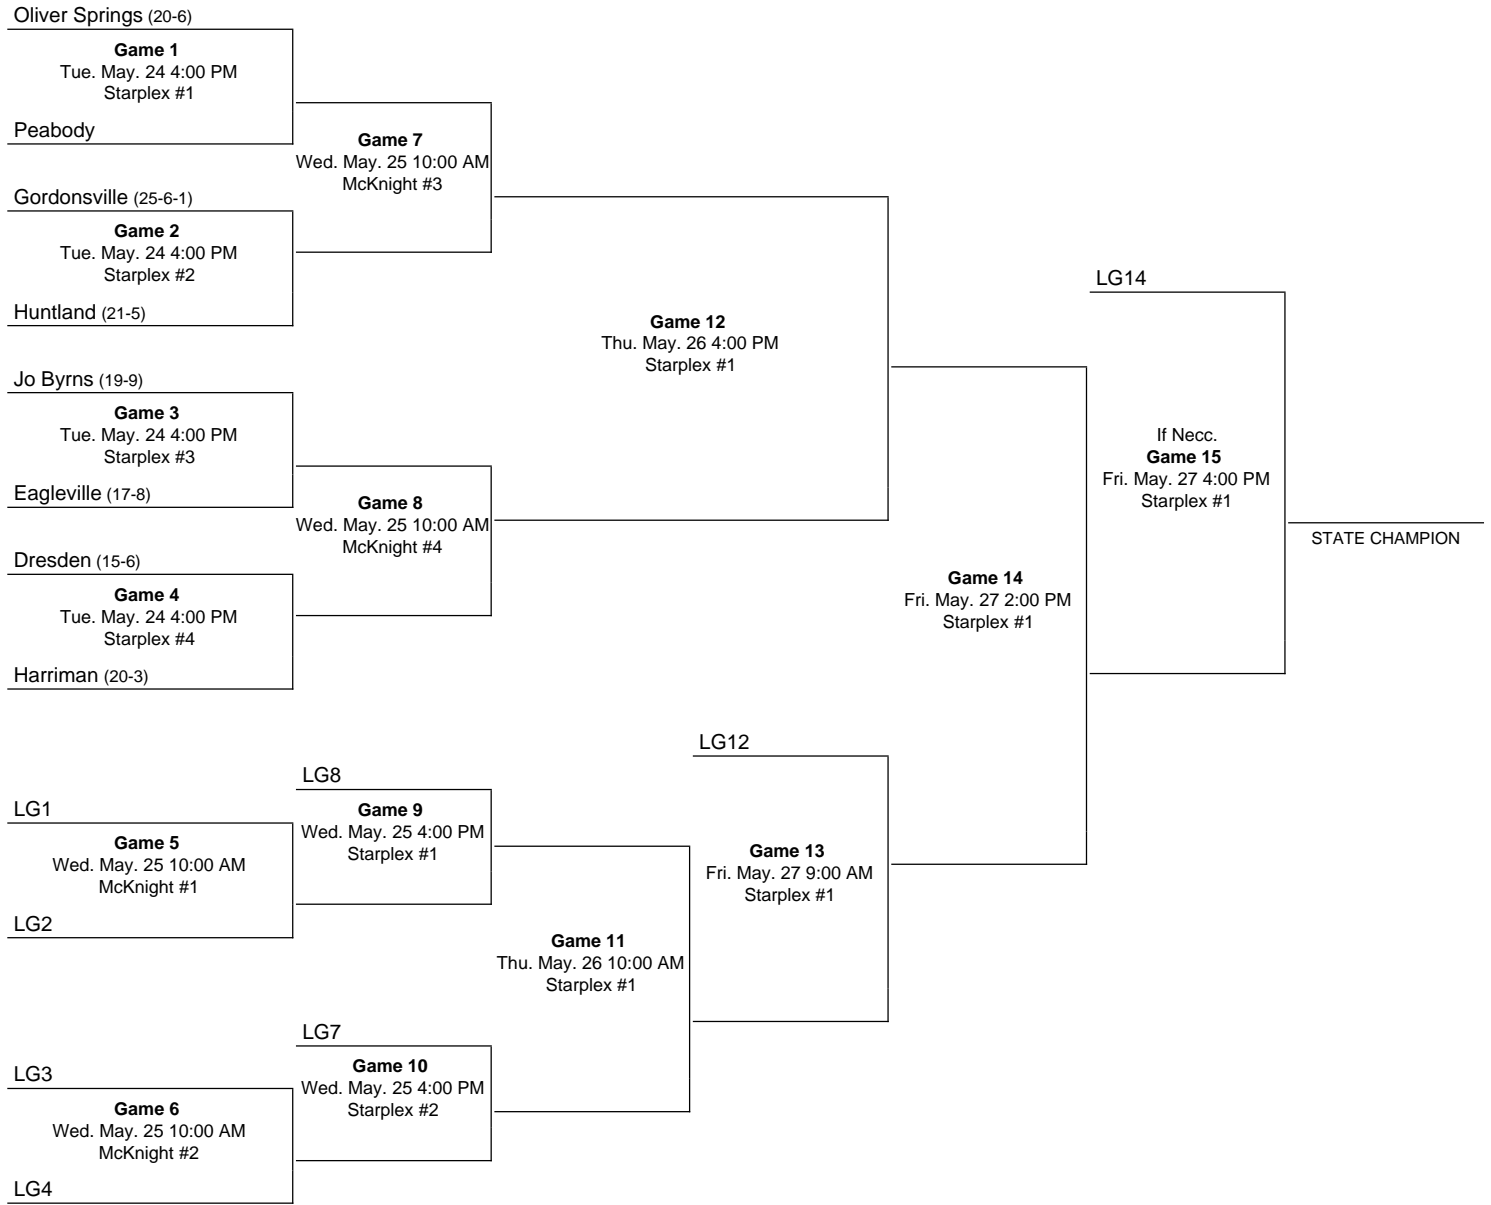 Oliver Springs (20-6)
Game 1
Tue. May. 24 4:00 PM
Starplex #1
Peabody
Game 7
Wed. May. 25 10:00 AM
McKnight #3
Gordonsville (25-6-1)
Game 2
Tue. May. 24 4:00 PM
Starplex #2
Huntland (21-5)
Game 12
Thu. May. 26 4:00 PM
Starplex #1
Jo Byrns (19-9)
Game 3
Tue. May. 24 4:00 PM
Starplex #3
Eagleville (17-8)
Game 8
Wed. May. 25 10:00 AM
McKnight #4
Dresden (15-6)
Game 4
Tue. May. 24 4:00 PM
Starplex #4
Harriman (20-3)
LG14
If Necc.
Game 15
Fri. May. 27 4:00 PM
Starplex #1
STATE CHAMPION
Game 14
Fri. May. 27 2:00 PM
Starplex #1
LG12
Game 13
Fri. May. 27 9:00 AM
Starplex #1
LG8
Game 9
Wed. May. 25 4:00 PM
Starplex #1
LG1
Game 5
Wed. May. 25 10:00 AM
McKnight #1
LG2
Game 11
Thu. May. 26 10:00 AM
Starplex #1
LG7
Game 10
Wed. May. 25 4:00 PM
Starplex #2
LG3
Game 6
Wed. May. 25 10:00 AM
McKnight #2
LG4